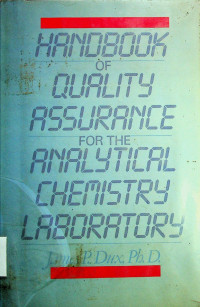 HANDBOOK
OF
QUALITY
ASSURANCE
FOR THE
ANALYTICAL
CHEMISTRY
LABORATORY
James P. Dux, Ph. D.